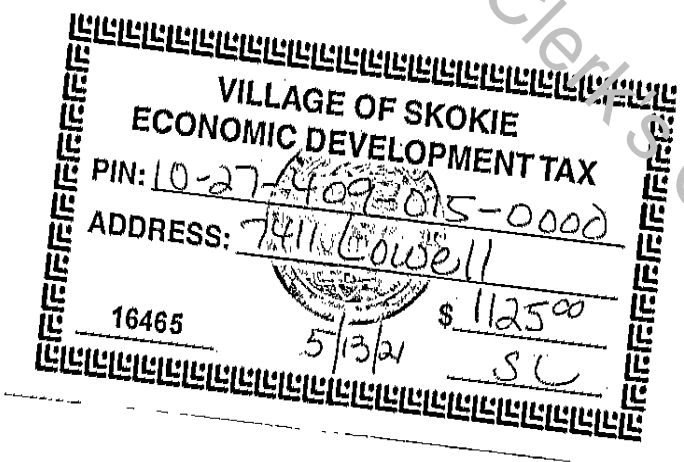 Clerk's
VILLAGE OF SKOKIE
ECONOMIC DEVELOPMENT TAX
PIN: 10-27-409-015-0000
ADDRESS: 7411 Lowell
16465 5/13/21 $ 1125 00
SC